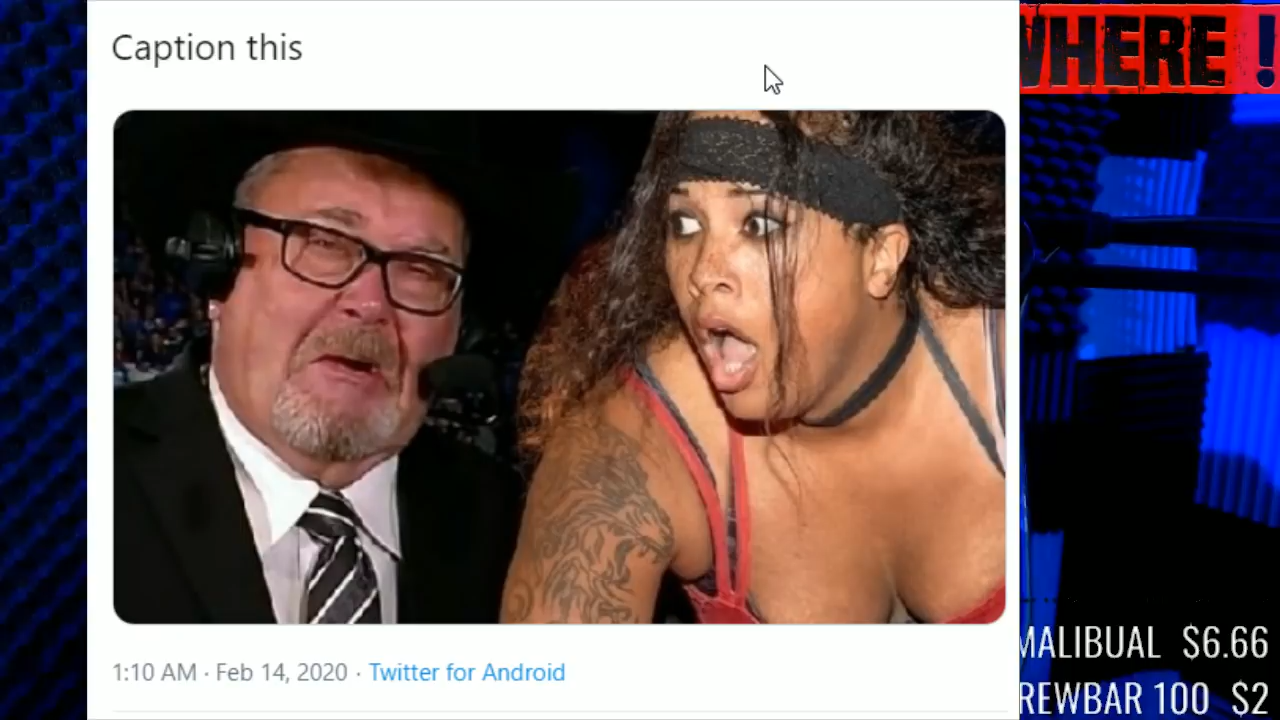 Caption this
WHERE !
1:10 AM · Feb 14, 2020 · Twitter for Android
MALIBUAL $6.66
REWBAR 100 $2